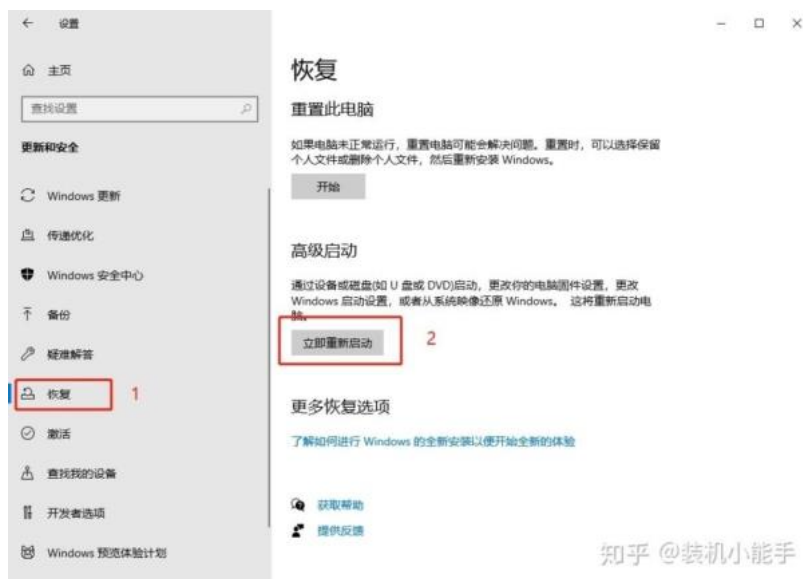 设置
主页
查找设置
更新和安全
Windows 更新
传递优化
Windows 安全中心
备份
疑难解答
恢复
1
激活
查找我的设备
开发者选项
Windows 预览体验计划
恢复
重置此电脑
如果电脑未正常运行，重置电脑可能会解决问题。重置时，可以选择保留
个人文件或删除个人文件，然后重新安装 Windows。
开始
高级启动
通过设备或磁盘(如 U 盘或 DVD)启动，更改你的电脑固件设置，更改
Windows 启动设置，或者从系统映像还原 Windows。 这将重新启动电
脑。
立即重新启动
2
更多恢复选项
了解如何进行 Windows 的全新安装以便开始全新的体验
获取帮助
提供反馈
知乎 @装机小能手